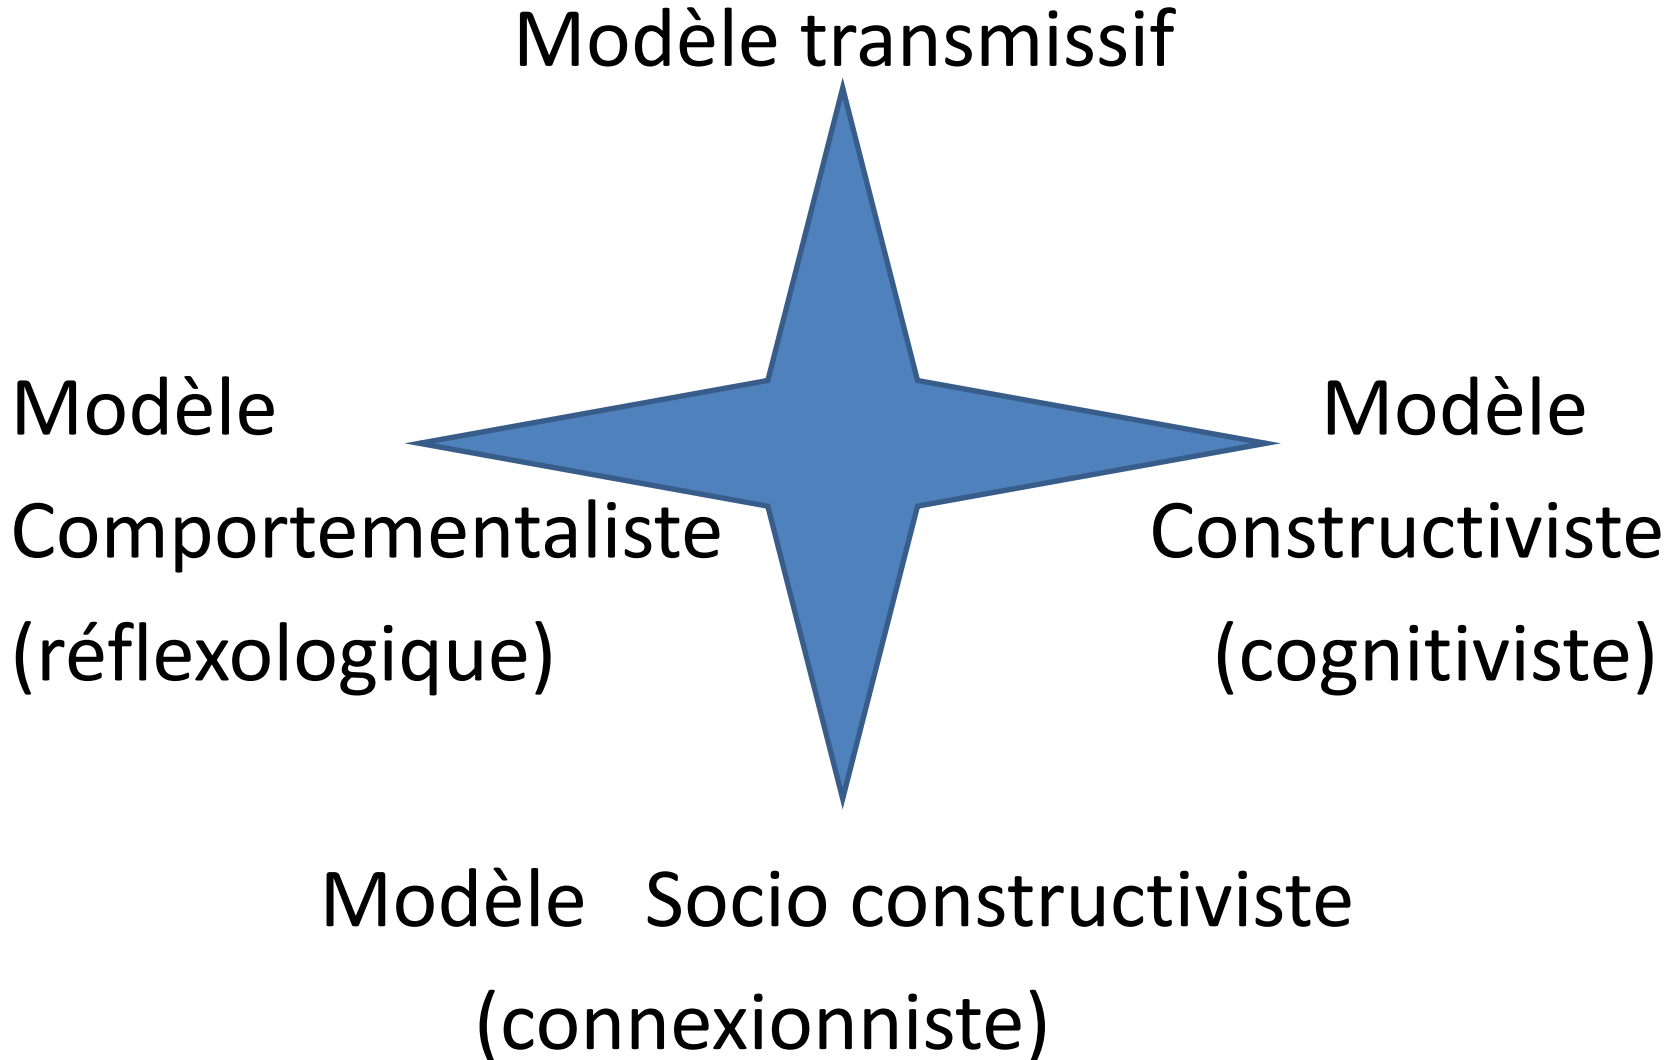 Modèle transmissif
Modèle
Comportementaliste
(réflexologique)
Modèle
Constructiviste
(cognitiviste)
Modèle Socio constructiviste
(connexionniste)